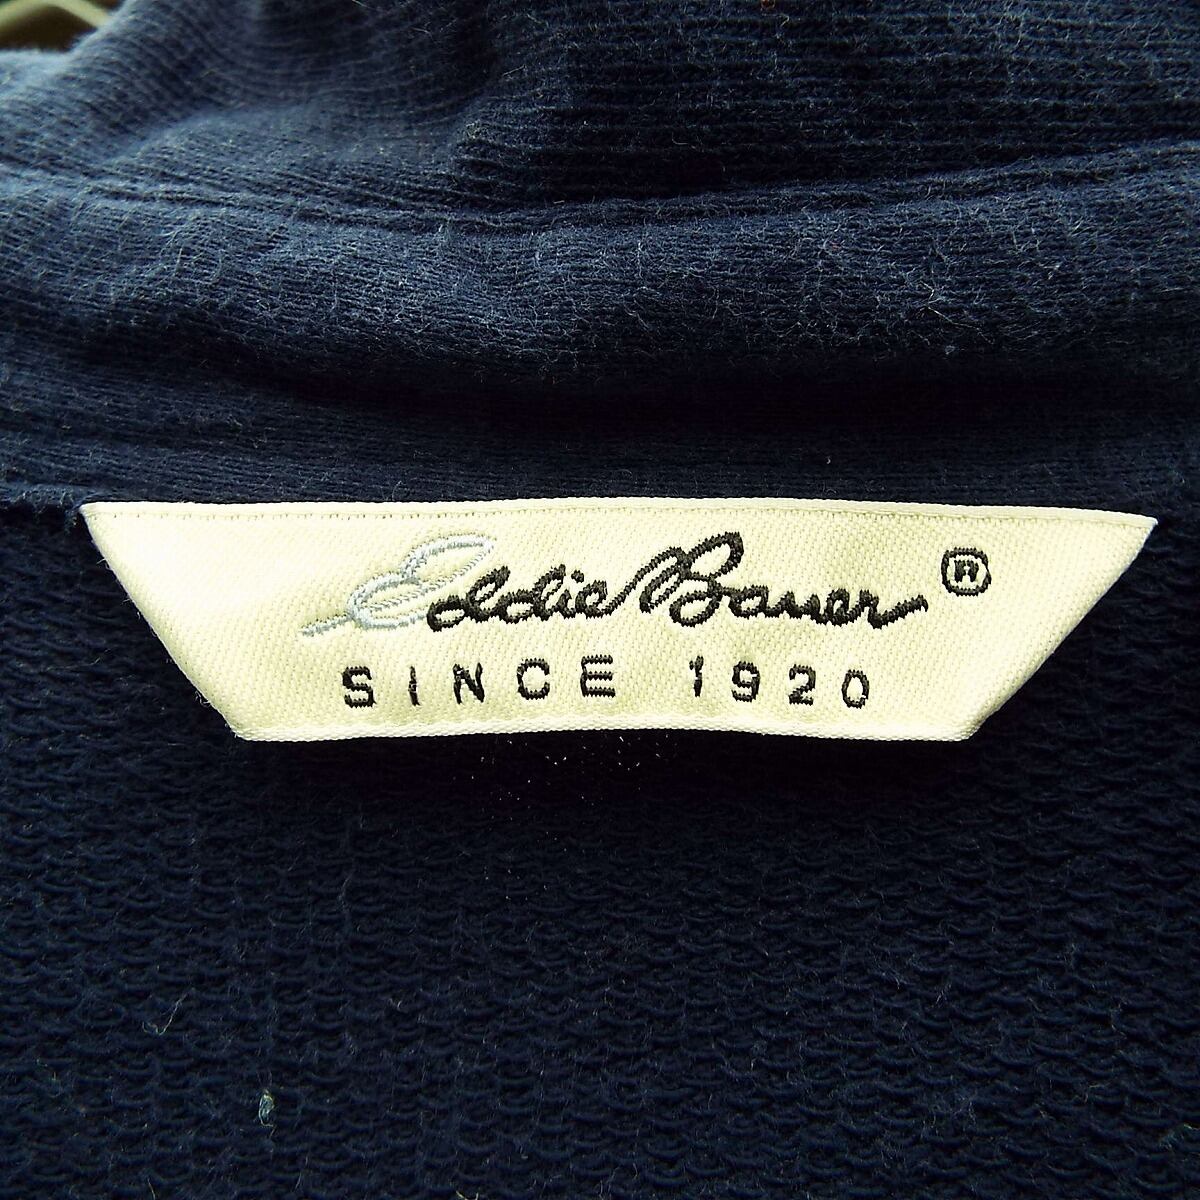 Eddie Bauer ®
SINCE 1920